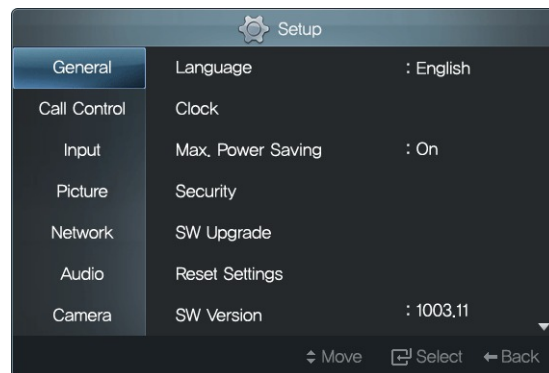 Setup
General
Language : English
Call Control
Clock
Input
Max. Power Saving : On
Picture
Security
Network
SW Upgrade
Audio
Reset Settings
Camera
SW Version : 1003.11
Move Select Back